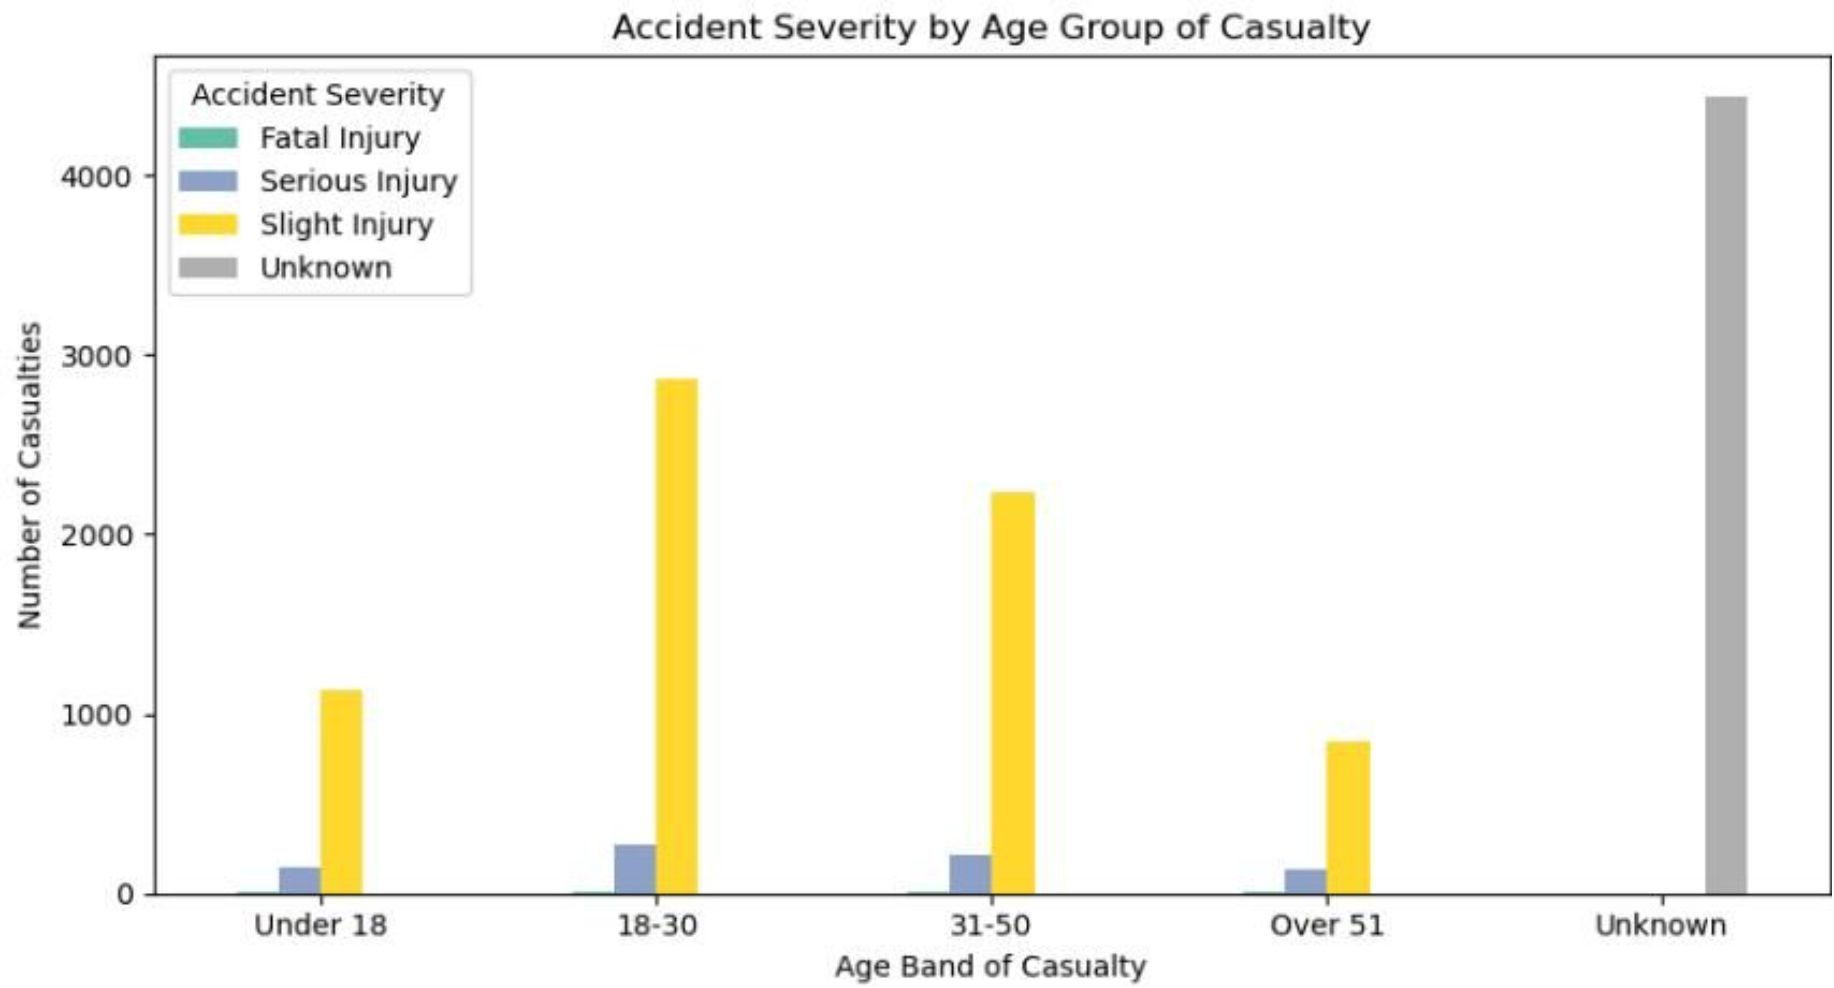 Accident Severity by Age Group of Casualty
Accident Severity
Fatal Injury
Serious Injury
Slight Injury
Unknown
Number of Casualties
4000
3000
2000
1000
0
Under 18
18-30
31-50
Over 51
Unknown
Age Band of Casualty